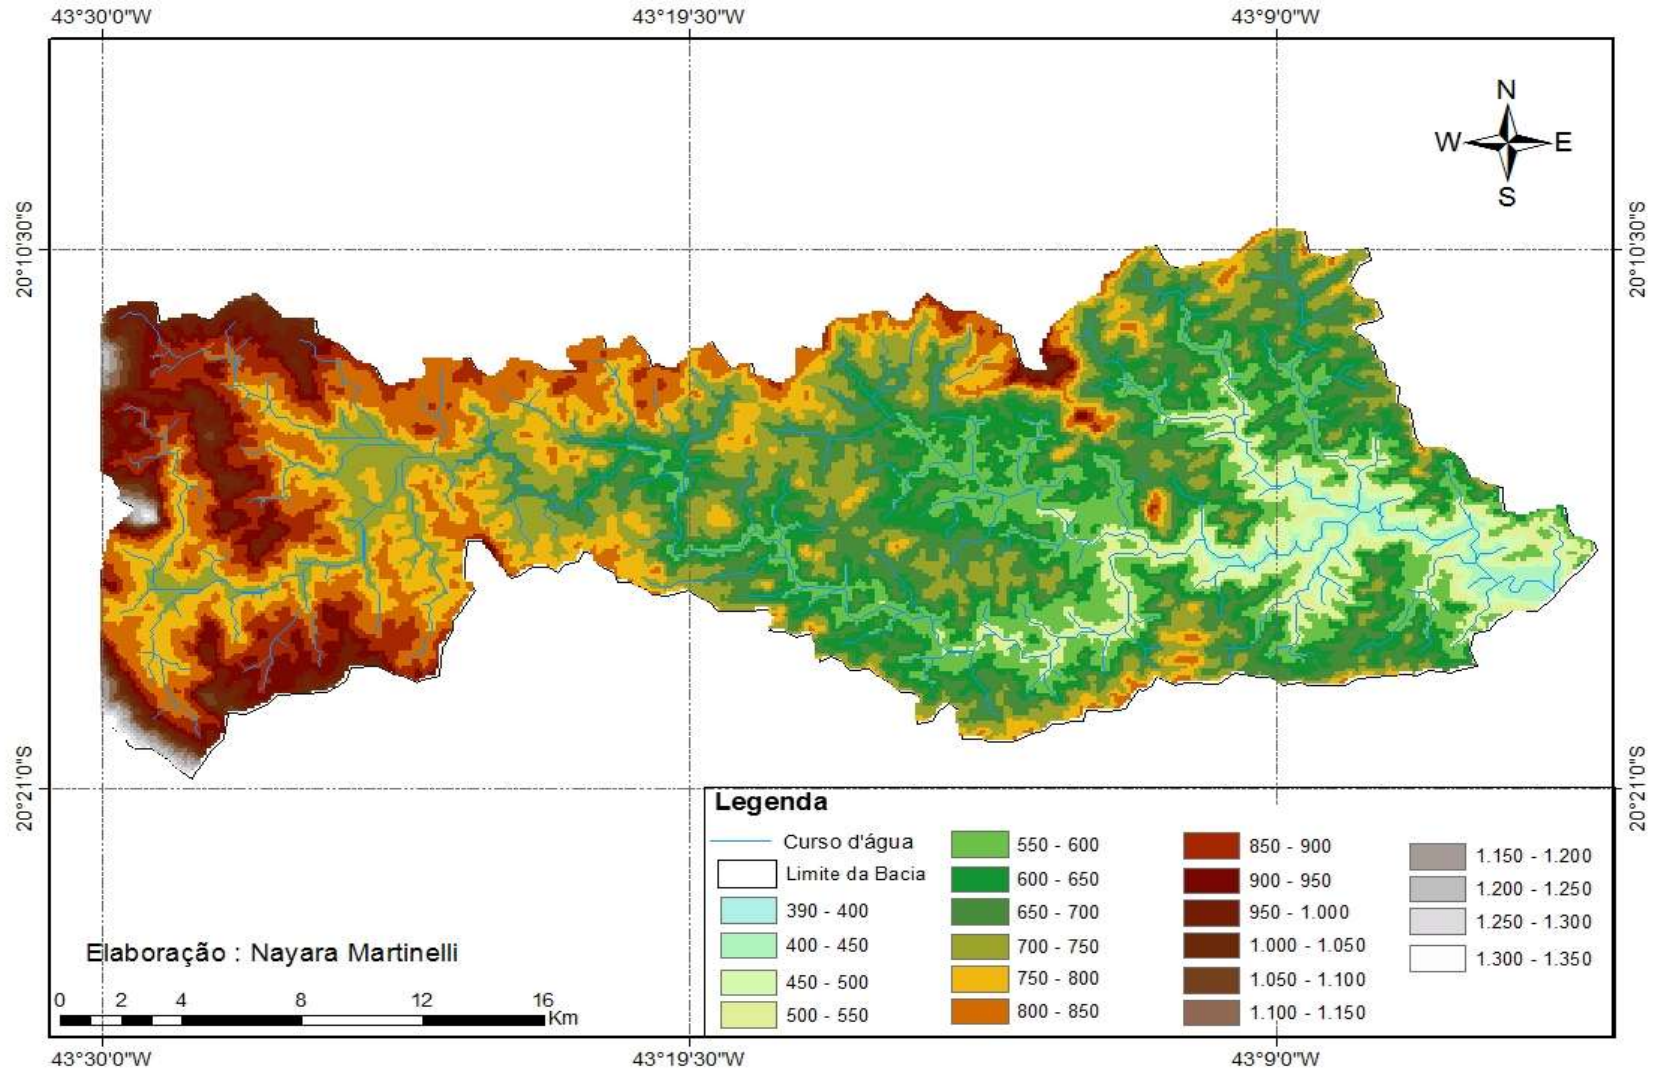 43°30'0"W 43°19'30"W 43°9'0"W
N
W E
S
20°10'30"S 20°10'30"S
20°21'0"S 20°21'0"S
Legenda
Curso d'água
Limite da Bacia
390 - 400
400 - 450
450 - 500
500 - 550
550 - 600
600 - 650
650 - 700
700 - 750
750 - 800
800 - 850
850 - 900
900 - 950
950 - 1.000
1.000 - 1.050
1.050 - 1.100
1.100 - 1.150
1.150 - 1.200
1.200 - 1.250
1.250 - 1.300
1.300 - 1.350
Elaboração : Nayara Martinelli
0 2 4 8 12 16
Km
43°30'0"W 43°19'30"W 43°9'0"W